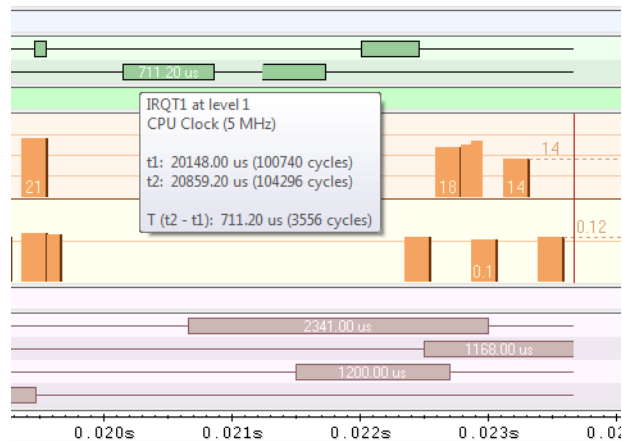 711.20 us
IRQT1 at level 1
CPU Clock (5 MHz)
t1: 20148.00 us (100740 cycles)
t2: 20859.20 us (104296 cycles)
T (t2 - t1): 711.20 us (3556 cycles)
14
21
18
14
0.12
0.1
2341.00 us
1168.00 us
1200.00 us
0.020s
0.021s
0.022s
0.023s